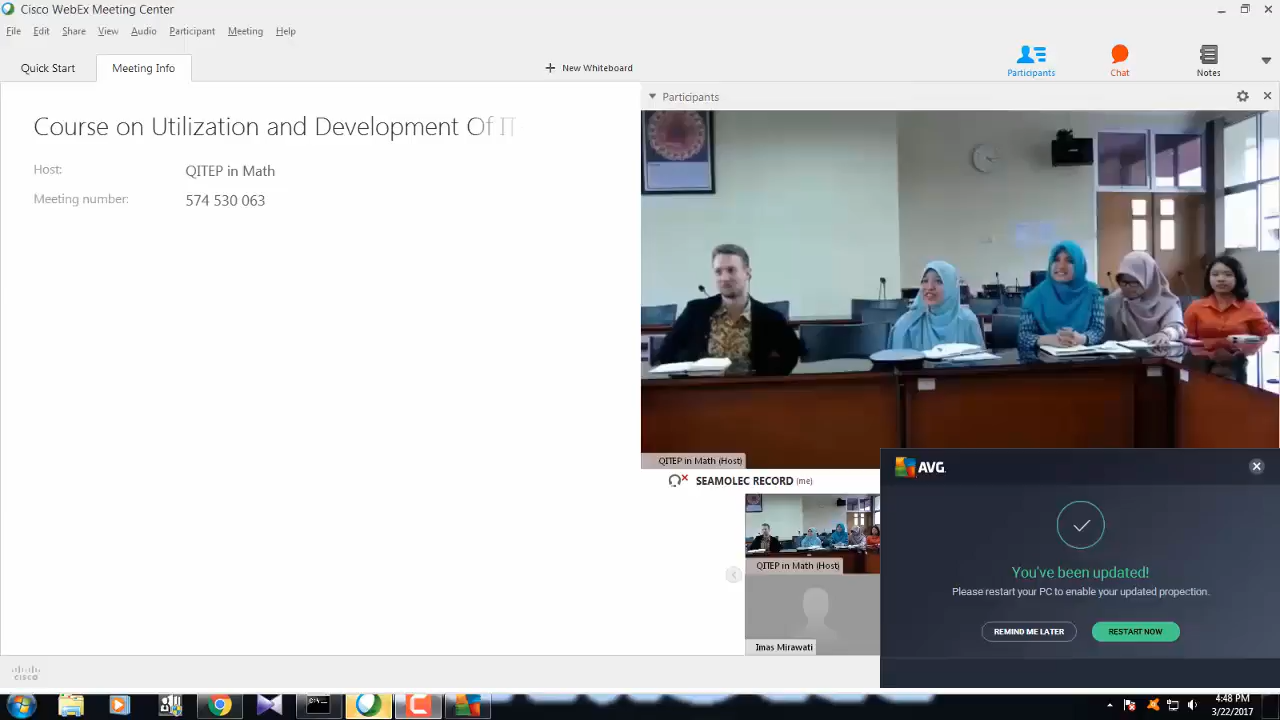 Cisco WebEx Meeting Center
File Edit Share View Audio Participant Meeting Help
Quick Start Meeting Info
New Whiteboard
Participants Chat Notes
Participants
Course on Utilization and Development Of IT
Host: QITEP in Math
Meeting number: 574 530 063
QITEP in Math (Host)
SEAMOLEC RECORD (me)
QITEP in Math (Host)
Imas Mirawati
AVG
You've been updated!
Please restart your PC to enable your updated propection.
REMIND ME LATER RESTART NOW
cisco
4:48 PM
3/22/2017